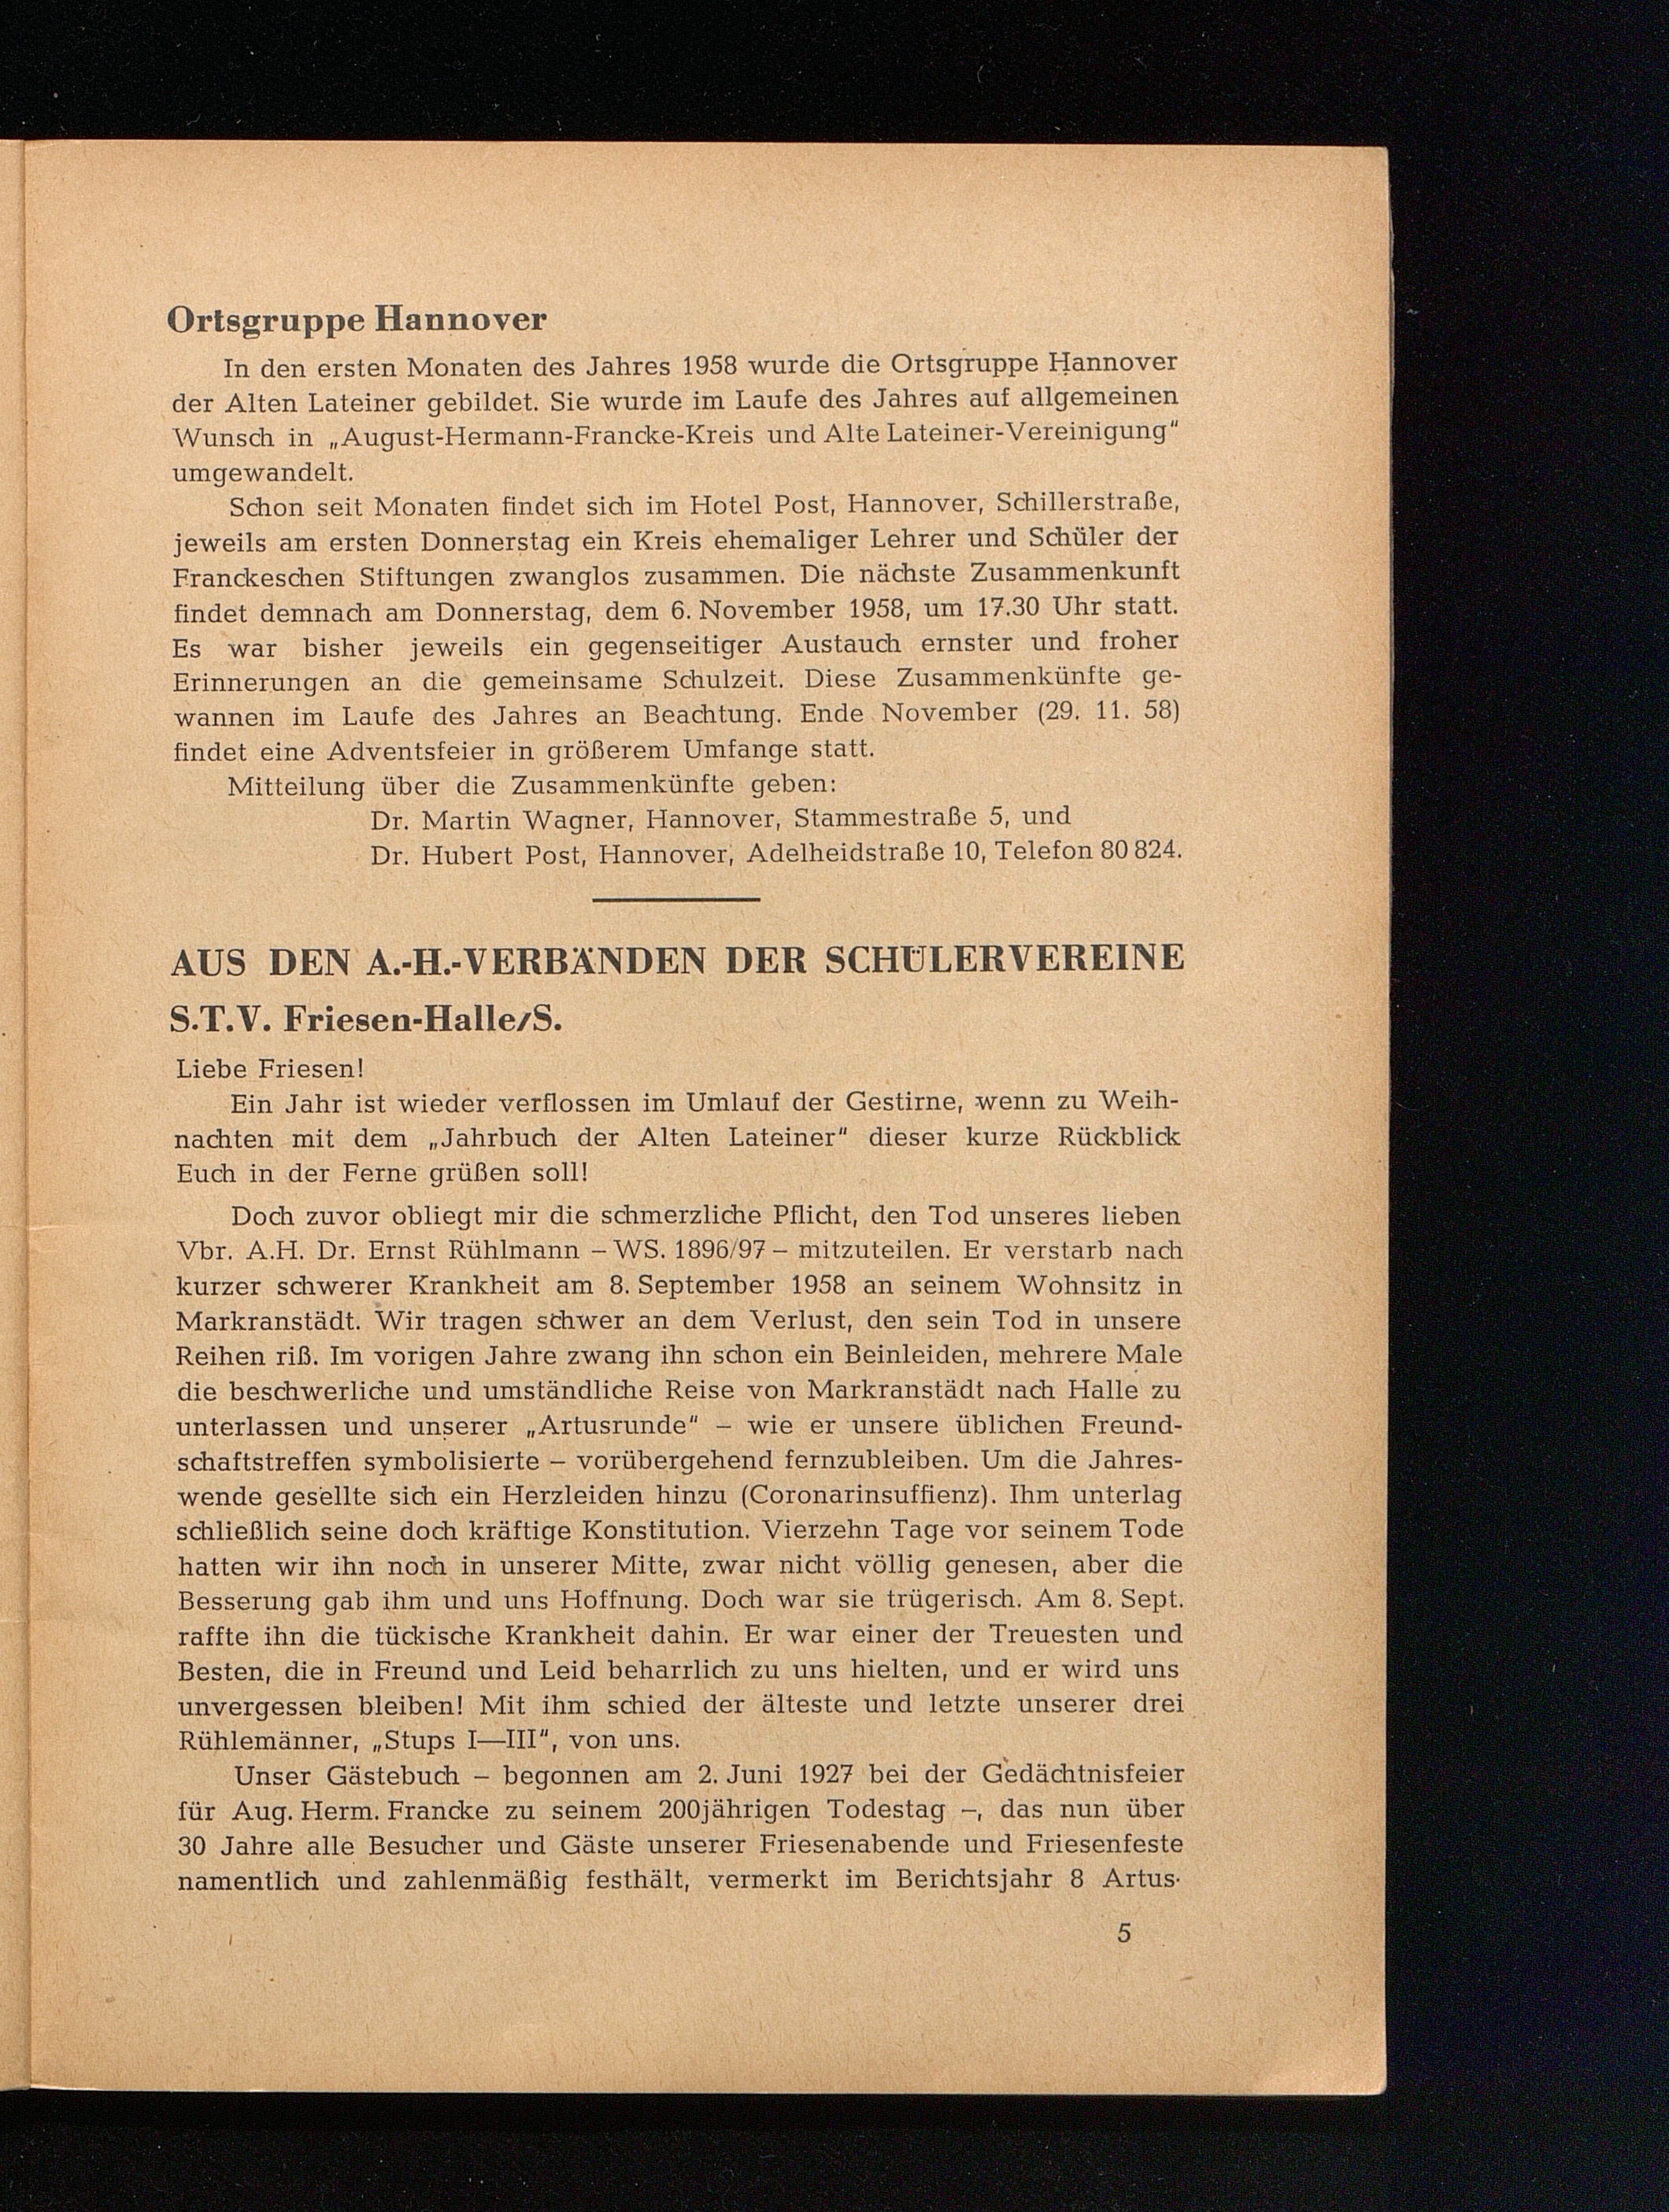 Ortsgruppe Hannover
In den ersten Monaten des Jahres 1958 wurde die Ortsgruppe Hannover
der Alten Lateiner gebildet. Sie wurde im Laufe des Jahres auf allgemeinen
Wunsch in „August-Hermann-Francke-Kreis und Alte Lateiner-Vereinigung“
umgewandelt.
Schon seit Monaten findet sich im Hotel Post, Hannover, Schillerstraße,
jeweils am ersten Donnerstag ein Kreis ehemaliger Lehrer und Schüler der
Franckeschen Stiftungen zwanglos zusammen. Die nächste Zusammenkunft
findet demnach am Donnerstag, dem 6. November 1958, um 17.30 Uhr statt.
Es war bisher jeweils ein gegenseitiger Austauch ernster und froher
Erinnerungen an die gemeinsame Schulzeit. Diese Zusammenkünfte ge-
wannen im Laufe des Jahres an Beachtung. Ende November (29. 11. 58)
findet eine Adventsfeier in größerem Umfange statt.
Mitteilung über die Zusammenkünfte geben:
Dr. Martin Wagner, Hannover, Stammestraße 5, und
Dr. Hubert Post, Hannover, Adelheidstraße 10, Telefon 80 824.
AUS DEN A.-H.-VERBÄNDEN DER SCHÜLERVEREINE
S.T.V. Friesen-Halle/S.
Liebe Friesen!
Ein Jahr ist wieder verflossen im Umlauf der Gestirne, wenn zu Weih-
nachten mit dem „Jahrbuch der Alten Lateiner“ dieser kurze Rückblick
Euch in der Ferne grüßen soll!
Doch zuvor obliegt mir die schmerzliche Pflicht, den Tod unseres lieben
Vbr. A.H. Dr. Ernst Rühlmann – WS. 1896/97 – mitzuteilen. Er verstarb nach
kurzer schwerer Krankheit am 8. September 1958 an seinem Wohnsitz in
Markranstädt. Wir tragen schwer an dem Verlust, den sein Tod in unsere
Reihen riß. Im vorigen Jahre zwang ihn schon ein Beinleiden, mehrere Male
die beschwerliche und umständliche Reise von Markranstädt nach Halle zu
unterlassen und unserer „Artusrunde“ – wie er unsere üblichen Freund-
schaftstreffen symbolisierte – vorübergehend fernzubleiben. Um die Jahres-
wende gesellte sich ein Herzleiden hinzu (Coronarinsuffienz). Ihm unterlag
schließlich seine doch kräftige Konstitution. Vierzehn Tage vor seinem Tode
hatten wir ihn noch in unserer Mitte, zwar nicht völlig genesen, aber die
Besserung gab ihm und uns Hoffnung. Doch war sie trügerisch. Am 8. Sept.
raffte ihn die tückische Krankheit dahin. Er war einer der Treuesten und
Besten, die in Freund und Leid beharrlich zu uns hielten, und er wird uns
unvergessen bleiben! Mit ihm schied der älteste und letzte unserer drei
Rühlemänner, „Stups I—III“, von uns.
Unser Gästebuch – begonnen am 2. Juni 1927 bei der Gedächtnisfeier
für Aug. Herm. Francke zu seinem 200jährigen Todestag –, das nun über
30 Jahre alle Besucher und Gäste unserer Friesenabende und Friesenfeste
namentlich und zahlenmäßig festhält, vermerkt im Berichtsjahr 8 Artus-
5